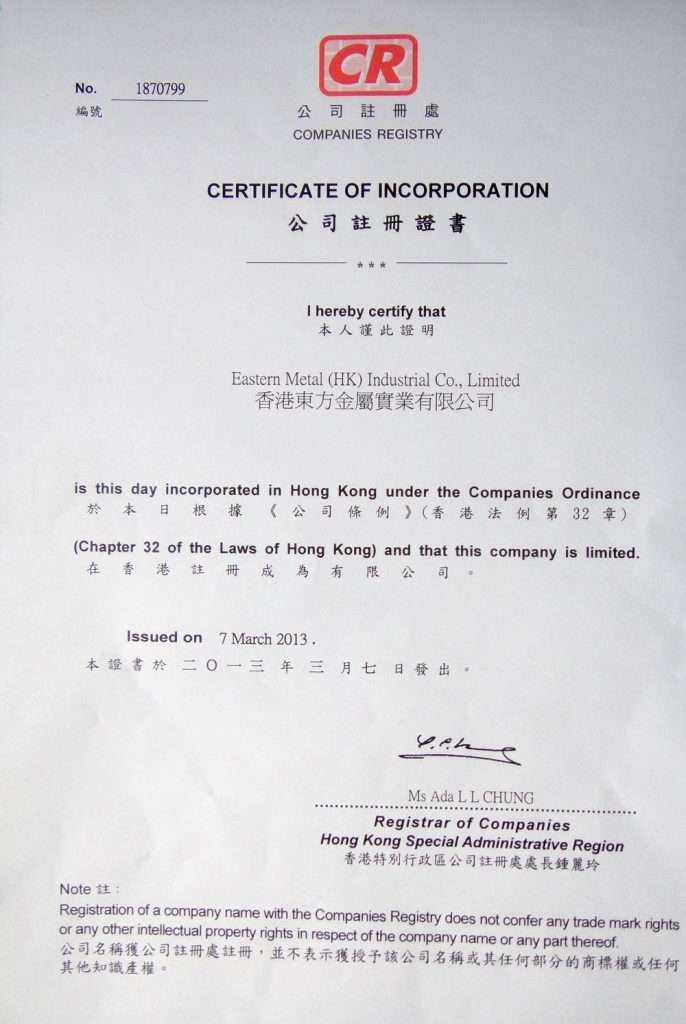 CR
No. 1870799
編號
公司註冊處
COMPANIES REGISTRY
CERTIFICATE OF INCORPORATION
公司註冊證書
* * *
I hereby certify that
本人謹此證明
Eastern Metal (HK) Industrial Co., Limited
香港東方金屬實業有限公司
is this day incorporated in Hong Kong under the Companies Ordinance
於本日根據《公司條例》(香港法例第32章)
(Chapter 32 of the Laws of Hong Kong) and that this company is limited.
在香港註冊成為有限公司。
Issued on 7 March 2013 .
本證書於二〇一三年三月七日發出。
Ms Ada L L CHUNG
Registrar of Companies
Hong Kong Special Administrative Region
香港特別行政區公司註冊處處長鍾麗玲
Note 註:
Registration of a company name with the Companies Registry does not confer any trade mark rights
or any other intellectual property rights in respect of the company name or any part thereof.
公司名稱獲公司註冊處註冊,並不表示獲授予該公司名稱或其任何部分的商標權或任何
其他知識產權。